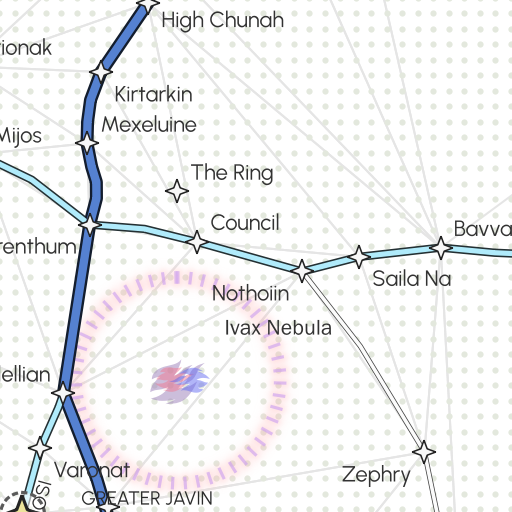 High Chunah
ionak
Kirtarkin
Mexeluine
Mijos
The Ring
Council
Bavva
enthum
Saila Na
Nothoiin
Ivax Nebula
ellian
Varonat
Zephry
GREATER JAVIN